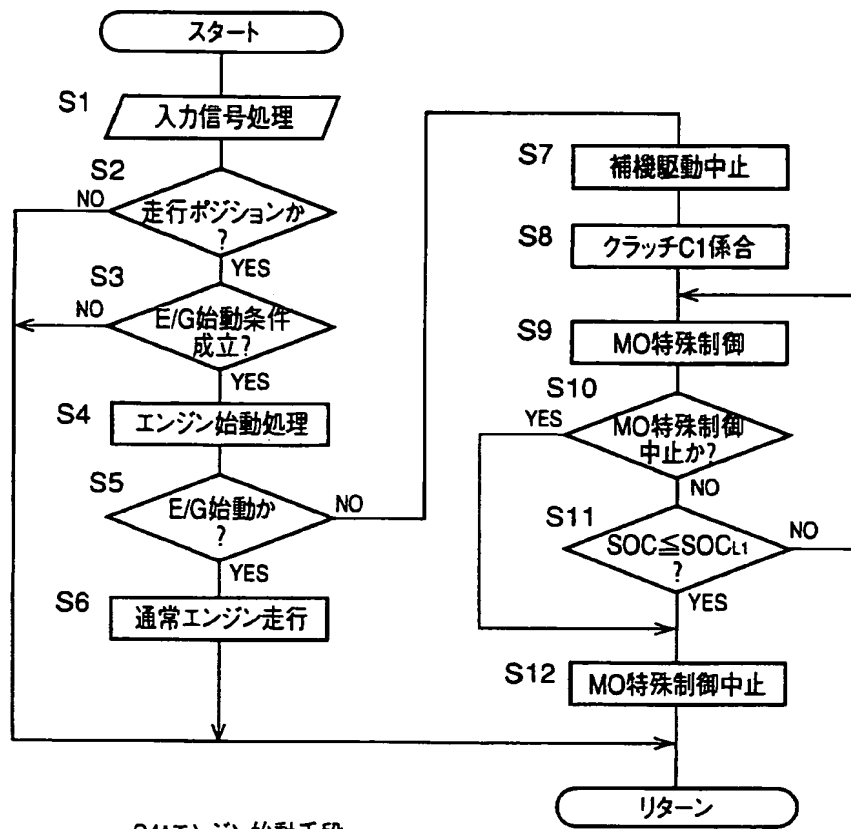 スタート
S1
入力信号処理
S2
走行ポジションか
?
NO
YES
S3
E/G始動条件
成立?
NO
YES
S4
エンジン始動処理
S5
E/G始動か
?
NO
YES
S6
通常エンジン走行
S7
補機駆動中止
S8
クラッチC1係合
S9
MO特殊制御
S10
MO特殊制御
中止か?
YES
NO
S11
SOC≦SOCL1
?
NO
YES
S12
MO特殊制御中止
リターン